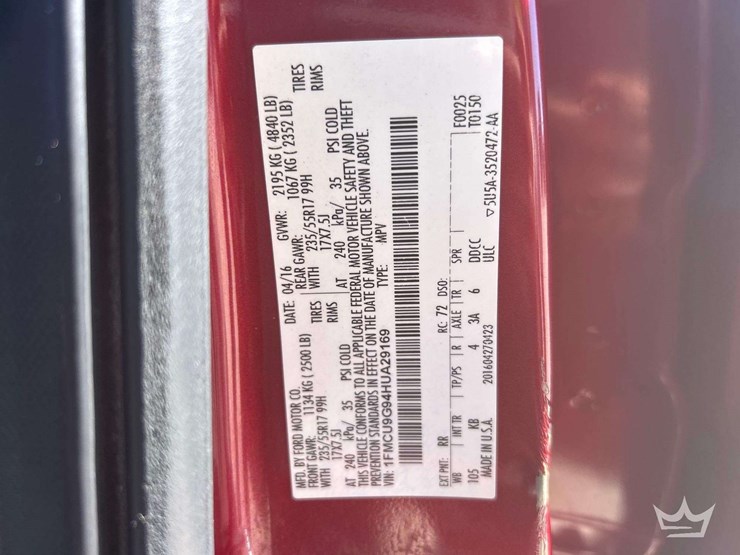 MFD. BY FORD MOTOR CO. DATE: 04/16 GVWR: 2195 KG ( 4840 LB)
FRONT GAWR: 1134 KG ( 2500 LB) REAR GAWR: 1067 KG ( 2352 LB)
WITH 235/55R17 99H TIRES WITH 235/55R17 99H TIRES
17X7.5J RIMS 17X7.5J RIMS
AT 240 kPa/ 35 PSI COLD AT 240 kPa/ 35 PSI COLD
THIS VEHICLE CONFORMS TO ALL APPLICABLE FEDERAL MOTOR VEHICLE SAFETY AND THEFT
PREVENTION STANDARDS IN EFFECT ON THE DATE OF MANUFACTURE SHOWN ABOVE.
VIN: 1FMCU9G94HUA29169 TYPE: MPV
EXT PNT: RR RC: 72 DSO: F0025
WB INT TR TP/PS R AXLE TR SPR T0150
105 KB 4 3A 6 DDCC
MADE IN U.S.A. 201604270423 ULC ▽5U5A-3520472-AA